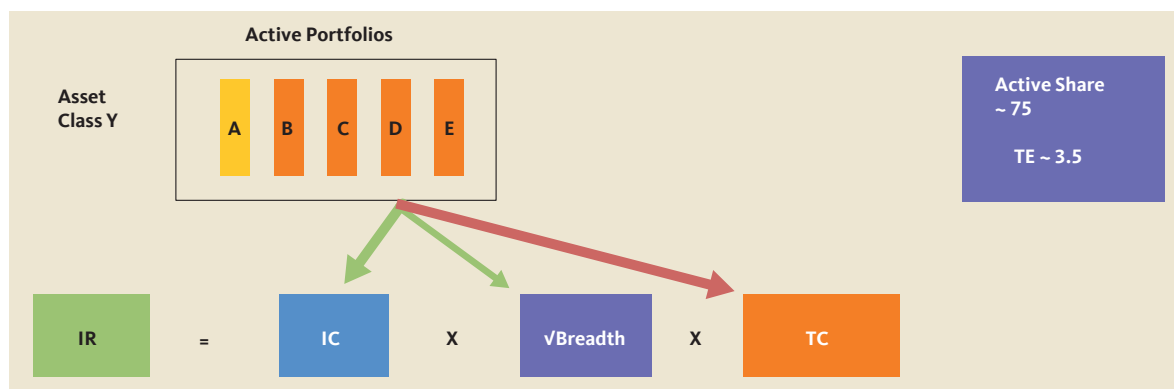 Active Portfolios
Asset
Class Y
A B C D E
Active Share
~ 75
TE ~ 3.5
IR = IC X √Breadth X TC